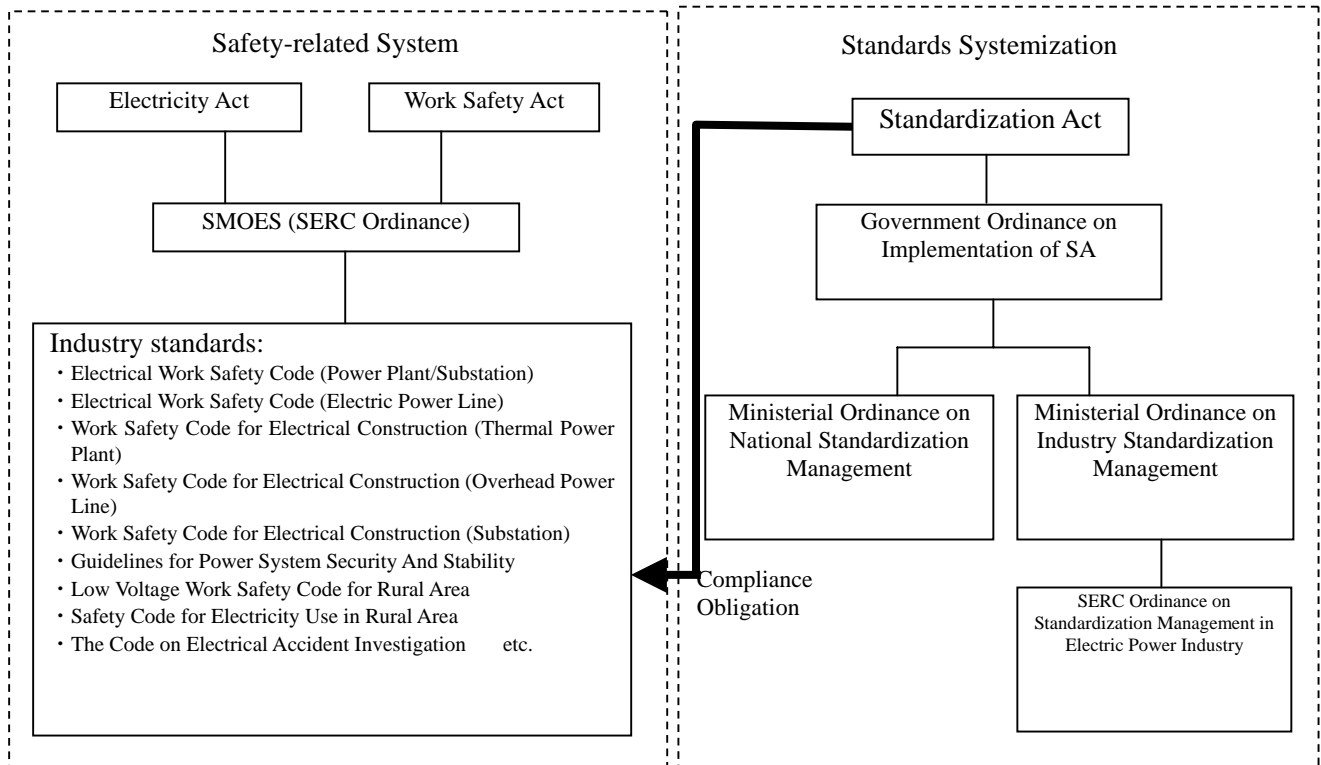 Safety-related System
Electricity Act
Work Safety Act
SMOES (SERC Ordinance)
Industry standards:
・Electrical Work Safety Code (Power Plant/Substation)
・Electrical Work Safety Code (Electric Power Line)
・Work Safety Code for Electrical Construction (Thermal Power
Plant)
・Work Safety Code for Electrical Construction (Overhead Power
Line)
・Work Safety Code for Electrical Construction (Substation)
・Guidelines for Power System Security And Stability
・Low Voltage Work Safety Code for Rural Area
・Safety Code for Electricity Use in Rural Area
・The Code on Electrical Accident Investigation etc.
Standards Systemization
Standardization Act
Government Ordinance on
Implementation of SA
Ministerial Ordinance on
National Standardization
Management
Ministerial Ordinance on
Industry Standardization
Management
Compliance
Obligation
SERC Ordinance on
Standardization Management in
Electric Power Industry